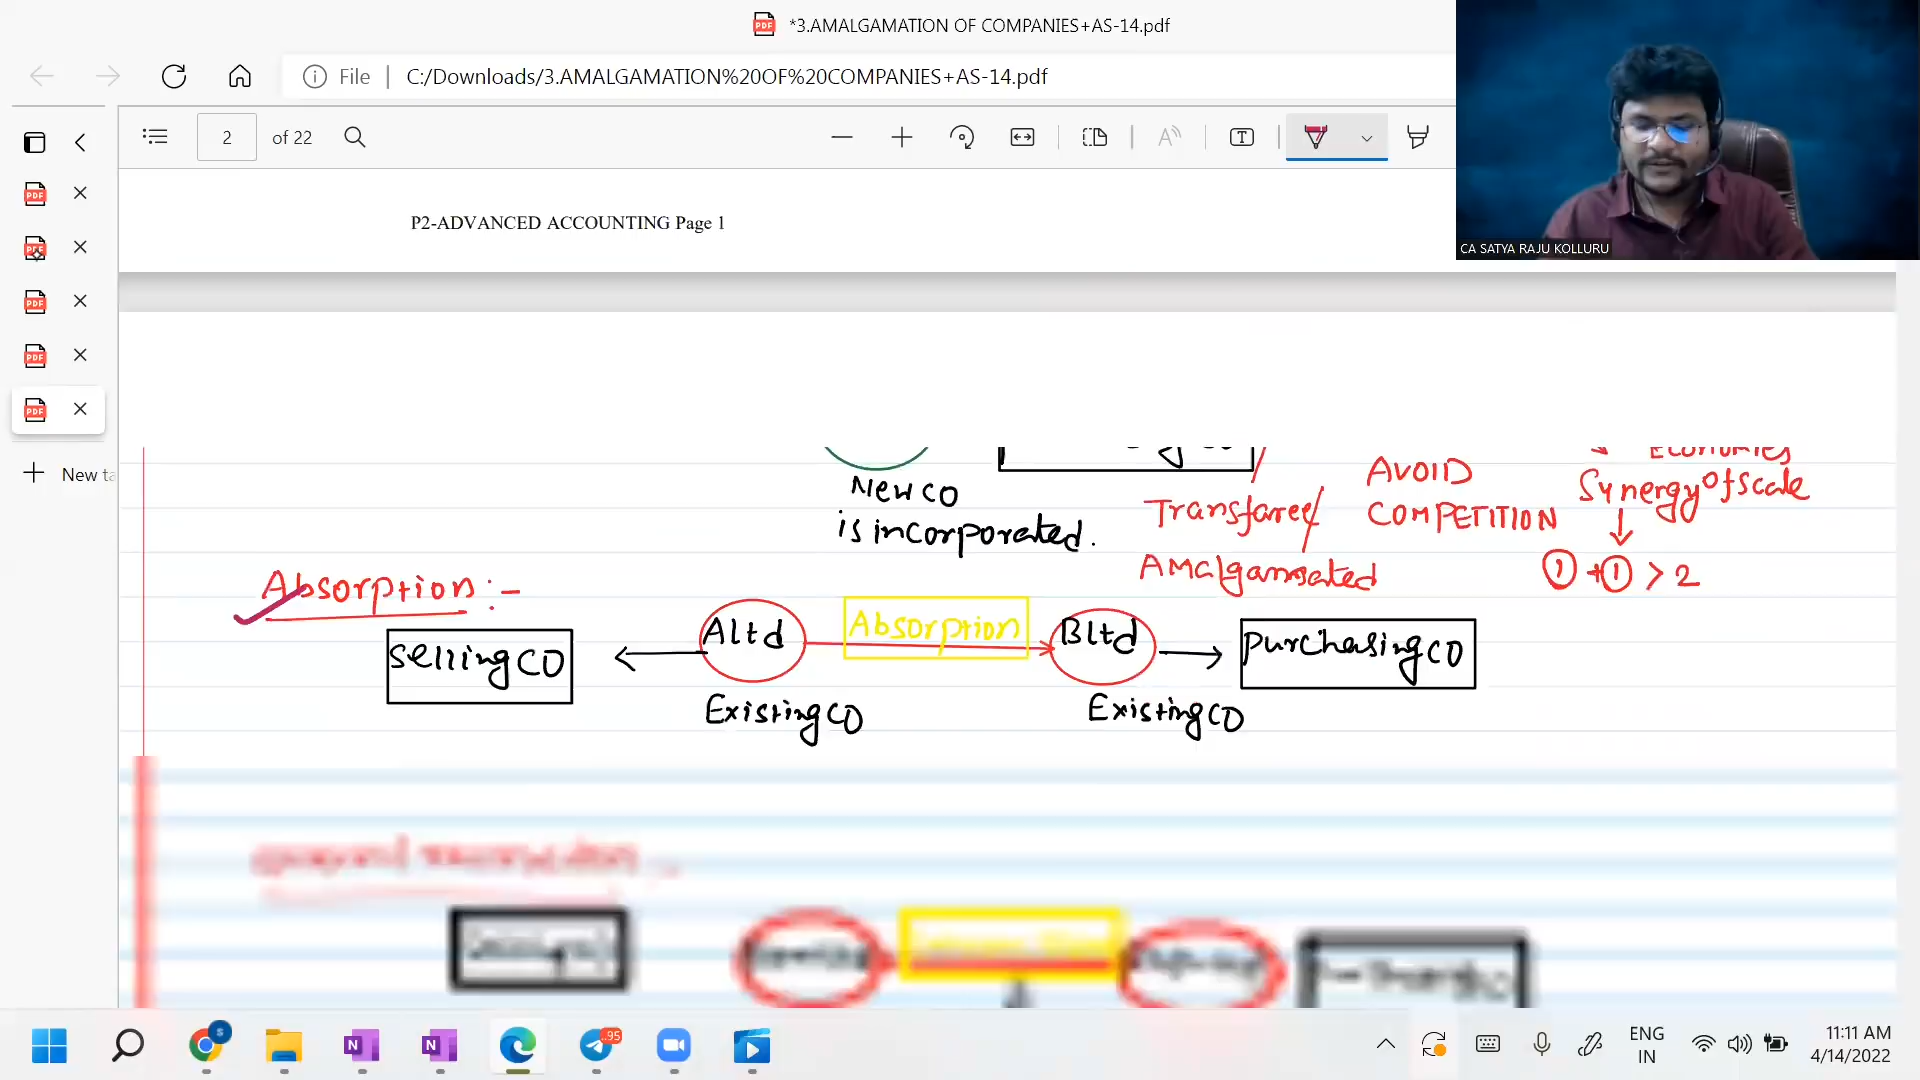 *3.AMALGAMATION OF COMPANIES+AS-14.pdf
File
C:/Downloads/3.AMALGAMATION%20OF%20COMPANIES+AS-14.pdf
2 of 22
P2-ADVANCED ACCOUNTING Page 1
CA SATYA RAJU KOLLURU
New ta
New co
is incorporated.
Transferee/
Amalgamated
AVOID
COMPETITION
Economies
Synergy of scale
1 + 1 > 2
Absorption :-
selling CO
A ltd
Absorption
B ltd
purchasing CO
Existing CO
Existing CO
95
ENG
IN
11:11 AM
4/14/2022